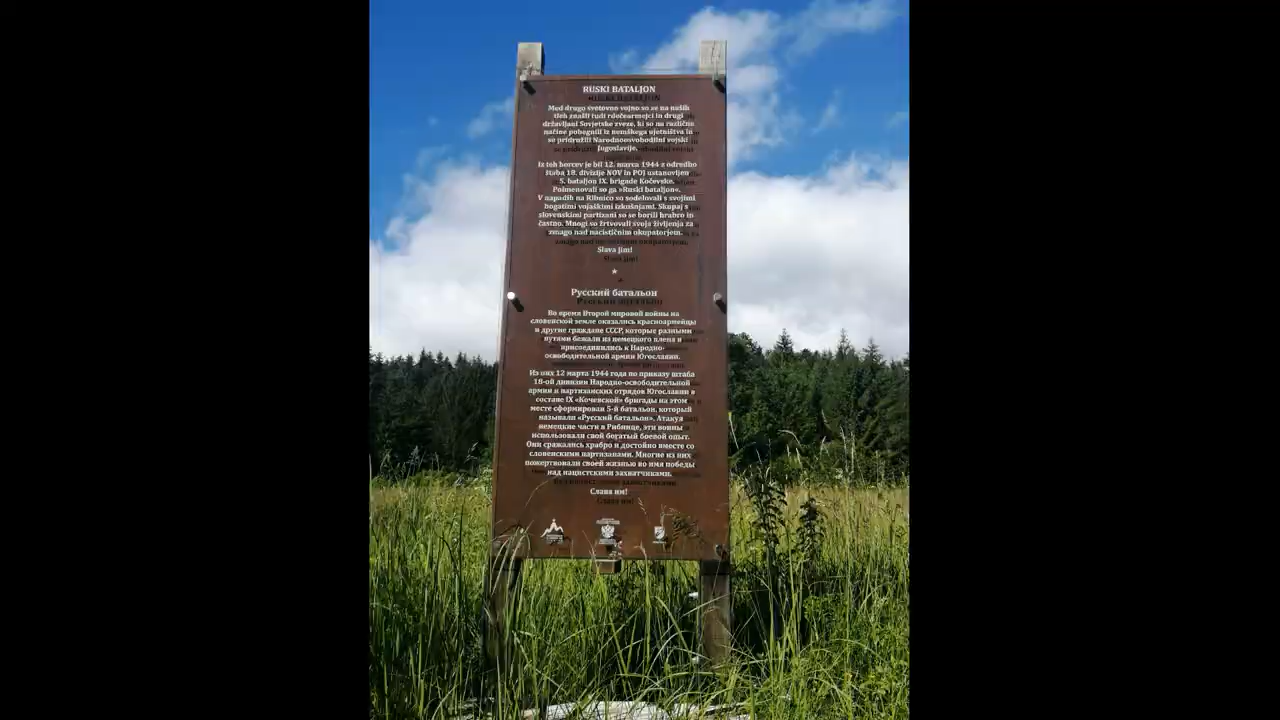 RUSKI BATALJON
Med drugo svetovno vojno so se na naših
tleh znašli tudi rdečearmejci in drugi
državljani Sovjetske zveze, ki so na različne
načine pobegnili iz nemškega ujetništva in
se pridružili Narodnoosvobodilni vojski
Jugoslavije.
Iz teh borcev je bil 12. marca 1944 z odredbo
štaba 18. divizije NOV in POJ ustanovljen
5. bataljon IX. brigade Kočevske.
Poimenovali so ga »Ruski bataljon«.
V napadih na Ribnico so sodelovali s svojimi
bogatimi vojaškimi izkušnjami. Skupaj s
slovenskimi partizani so se borili hrabro in
častno. Mnogi so žrtvovali svoja življenja za
zmago nad nacističnim okupatorjem.
Slava jim!
*
Русский батальон
Во время Второй мировой войны на
словенской земле оказались красноармейцы
и другие граждане СССР, которые разными
путями бежали из немецкого плена и
присоединились к Народно-
освободительной армии Югославии.
Из них 12 марта 1944 года по приказу штаба
18-ой дивизии Народно-освободительной
армии и партизанских отрядов Югославии в
составе IX «Кочевской» бригады на этом
месте сформирован 5-й батальон, который
называли «Русский батальон». Атакуя
немецкие части в Рибнице, эти воины
использовали свой богатый боевой опыт.
Они сражались храбро и достойно вместе со
словенскими партизанами. Многие из них
пожертвовали своей жизнью во имя победы
над нацистскими захватчиками.
Слава им!